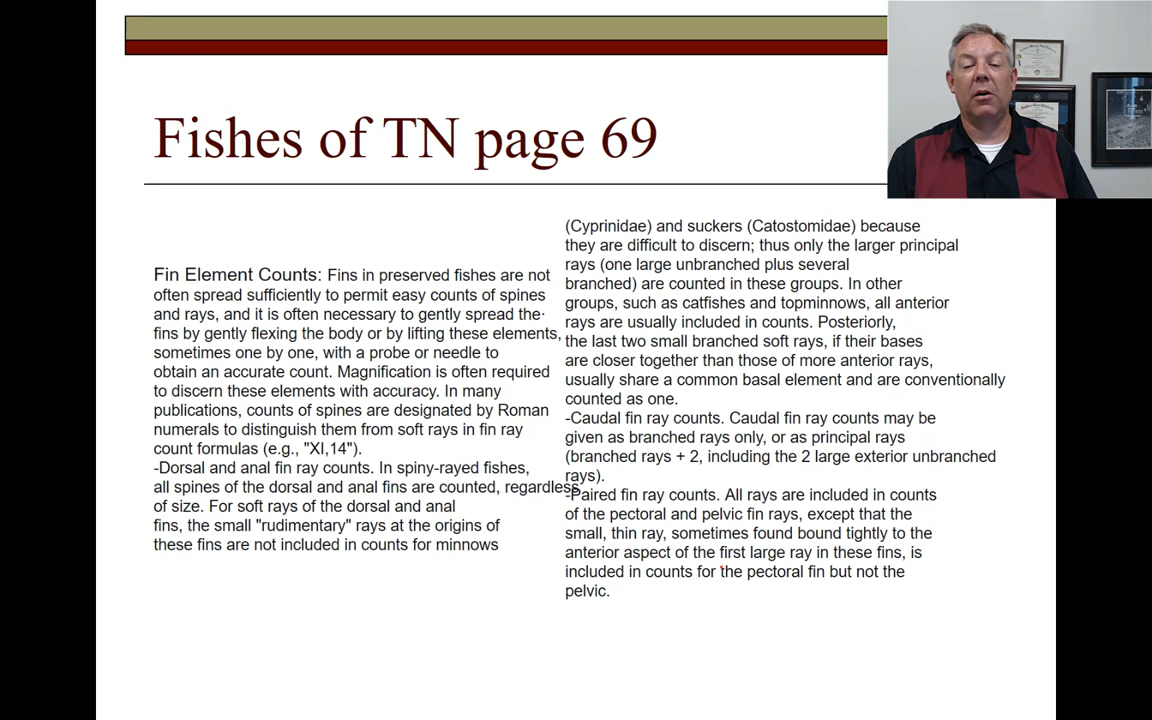 Fishes of TN page 69
Fin Element Counts: Fins in preserved fishes are not
often spread sufficiently to permit easy counts of spines
and rays, and it is often necessary to gently spread the·
fins by gently flexing the body or by lifting these elements,
sometimes one by one, with a probe or needle to
obtain an accurate count. Magnification is often required
to discern these elements with accuracy. In many
publications, counts of spines are designated by Roman
numerals to distinguish them from soft rays in fin ray
count formulas (e.g., "XI,14").
-Dorsal and anal fin ray counts. In spiny-rayed fishes,
all spines of the dorsal and anal fins are counted, regardless
of size. For soft rays of the dorsal and anal
fins, the small "rudimentary" rays at the origins of
these fins are not included in counts for minnows
(Cyprinidae) and suckers (Catostomidae) because
they are difficult to discern; thus only the larger principal
rays (one large unbranched plus several
branched) are counted in these groups. In other
groups, such as catfishes and topminnows, all anterior
rays are usually included in counts. Posteriorly,
the last two small branched soft rays, if their bases
are closer together than those of more anterior rays,
usually share a common basal element and are conventionally
counted as one.
-Caudal fin ray counts. Caudal fin ray counts may be
given as branched rays only, or as principal rays
(branched rays + 2, including the 2 large exterior unbranched
rays).
-Paired fin ray counts. All rays are included in counts
of the pectoral and pelvic fin rays, except that the
small, thin ray, sometimes found bound tightly to the
anterior aspect of the first large ray in these fins, is
included in counts for the pectoral fin but not the
pelvic.